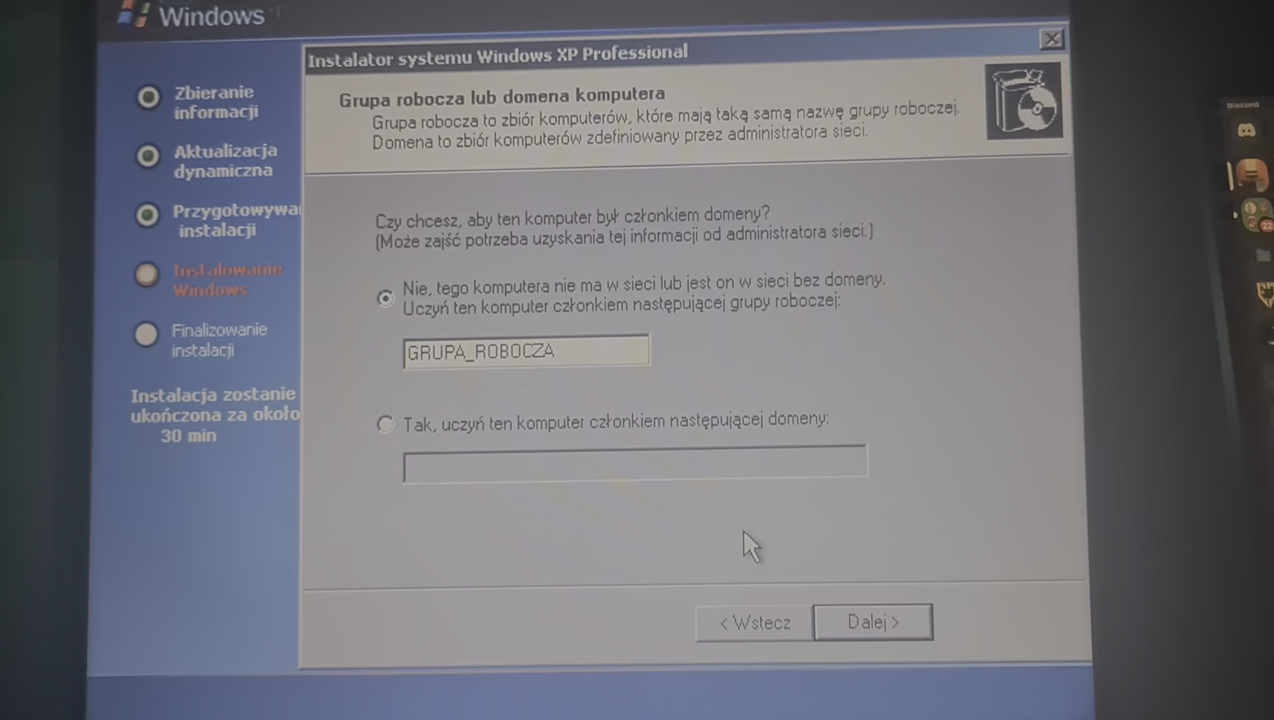 Windows
Instalator systemu Windows XP Professional
Grupa robocza lub domena komputera
Grupa robocza to zbiór komputerów, które mają taką samą nazwę grupy roboczej.
Domena to zbiór komputerów zdefiniowany przez administratora sieci.
Zbieranie
informacji
Aktualizacja
dynamiczna
Przygotowywa
instalacji
Instalowanie
Windows
Finalizowanie
instalacji
Instalacja zostanie
ukończona za około
30 min
Czy chcesz, aby ten komputer był członkiem domeny?
(Może zajść potrzeba uzyskania tej informacji od administratora sieci.)
Nie, tego komputera nie ma w sieci lub jest on w sieci bez domeny.
Uczyń ten komputer członkiem następującej grupy roboczej:
GRUPA_ROBOCZA
Tak, uczyń ten komputer członkiem następującej domeny:
< Wstecz
Dalej >
Discord
22